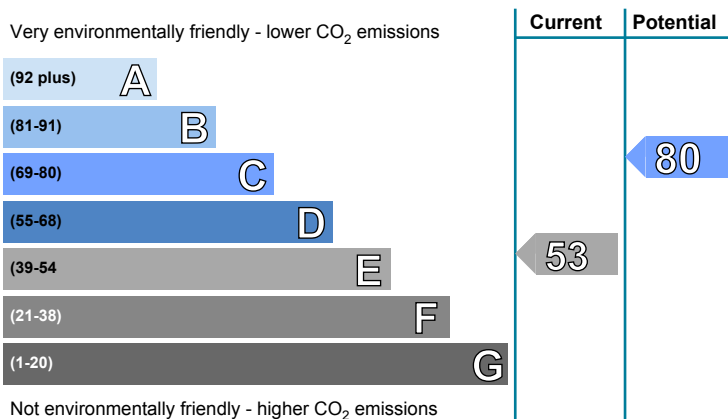 Very environmentally friendly - lower CO₂ emissions
Current
Potential
(92 plus) A
(81-91) B
(69-80) C
80
(55-68) D
(39-54 E
53
(21-38) F
(1-20) G
Not environmentally friendly - higher CO₂ emissions